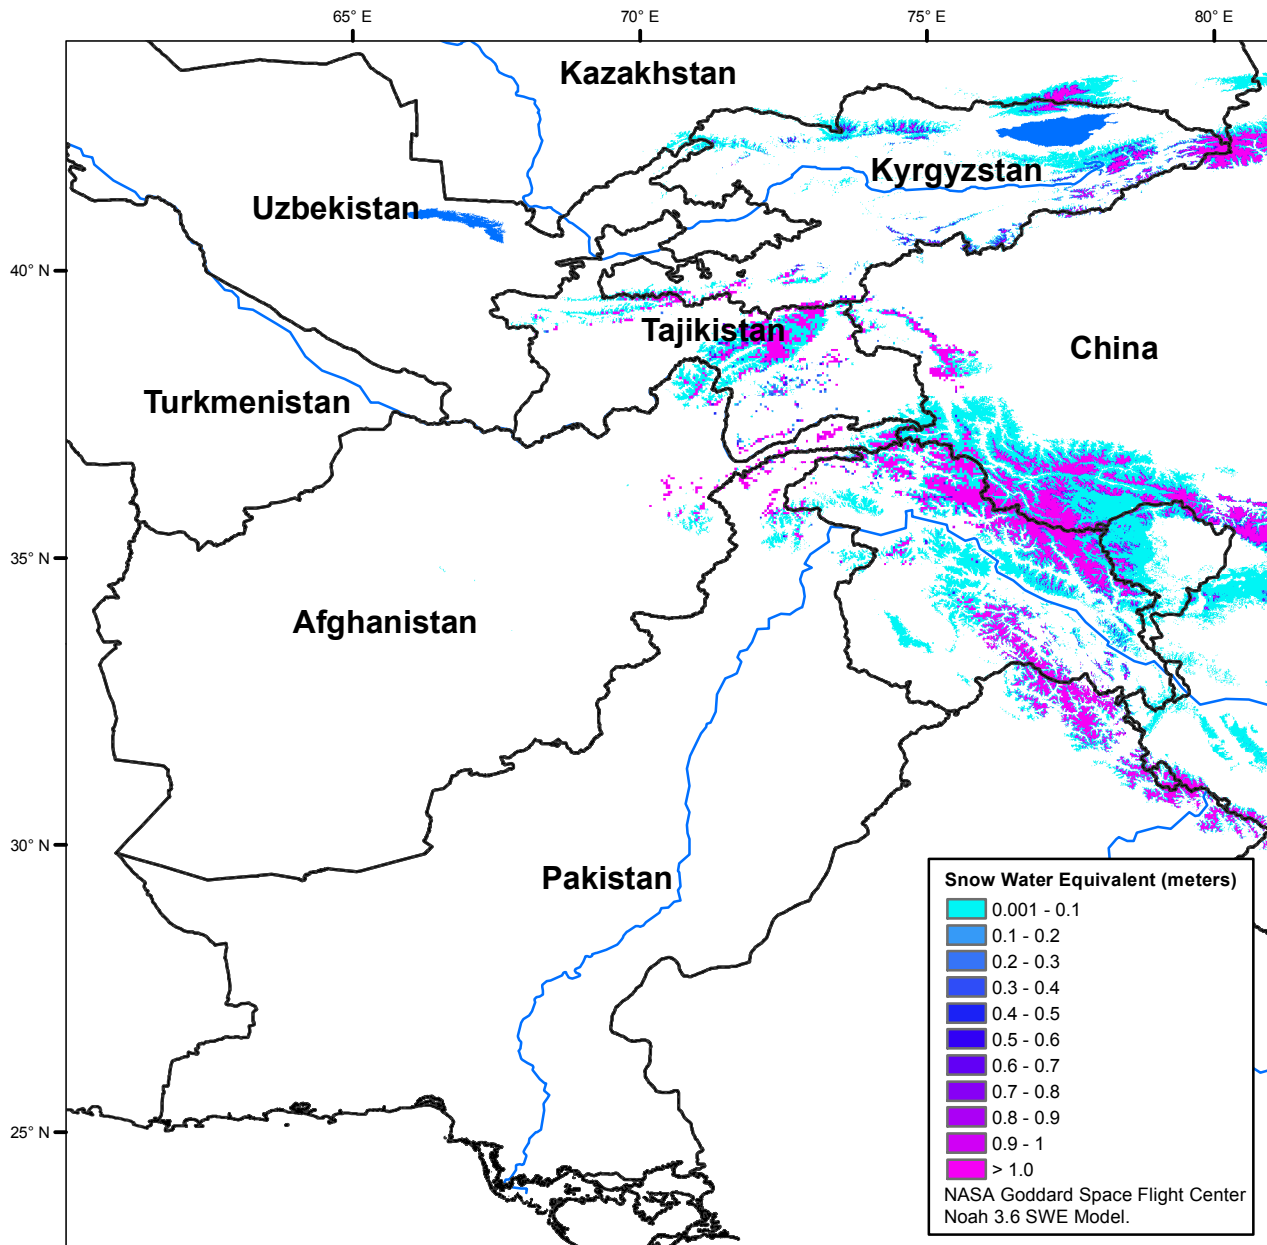 65° E
70° E
75° E
80° E
Kazakhstan
Kyrgyzstan
Uzbekistan
40° N
Tajikistan
China
Turkmenistan
35° N
Afghanistan
30° N
Pakistan
25° N
Snow Water Equivalent (meters)
0.001 - 0.1
0.1 - 0.2
0.2 - 0.3
0.3 - 0.4
0.4 - 0.5
0.5 - 0.6
0.6 - 0.7
0.7 - 0.8
0.8 - 0.9
0.9 - 1
> 1.0
NASA Goddard Space Flight Center
Noah 3.6 SWE Model.